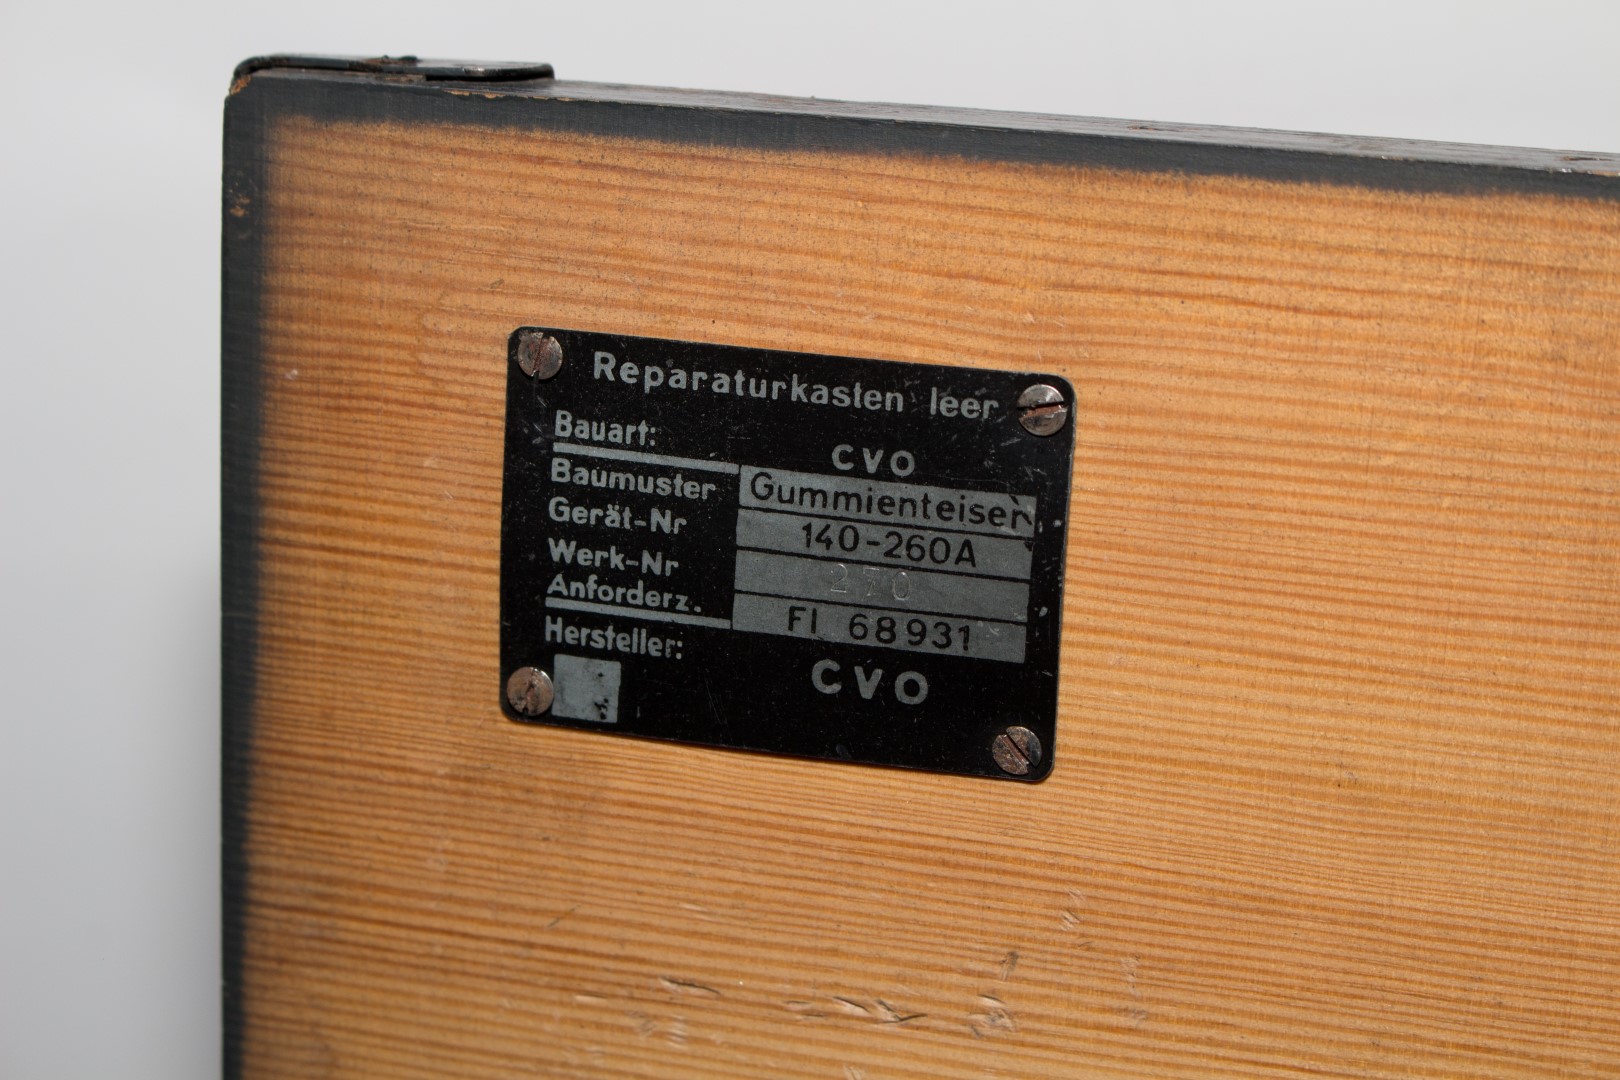 Reparaturkasten leer
Bauart: CVO
Baumuster Gummienteiser
Gerät-Nr 140-260A
Werk-Nr 270
Anforderz. Fl 68931
Hersteller: CVO